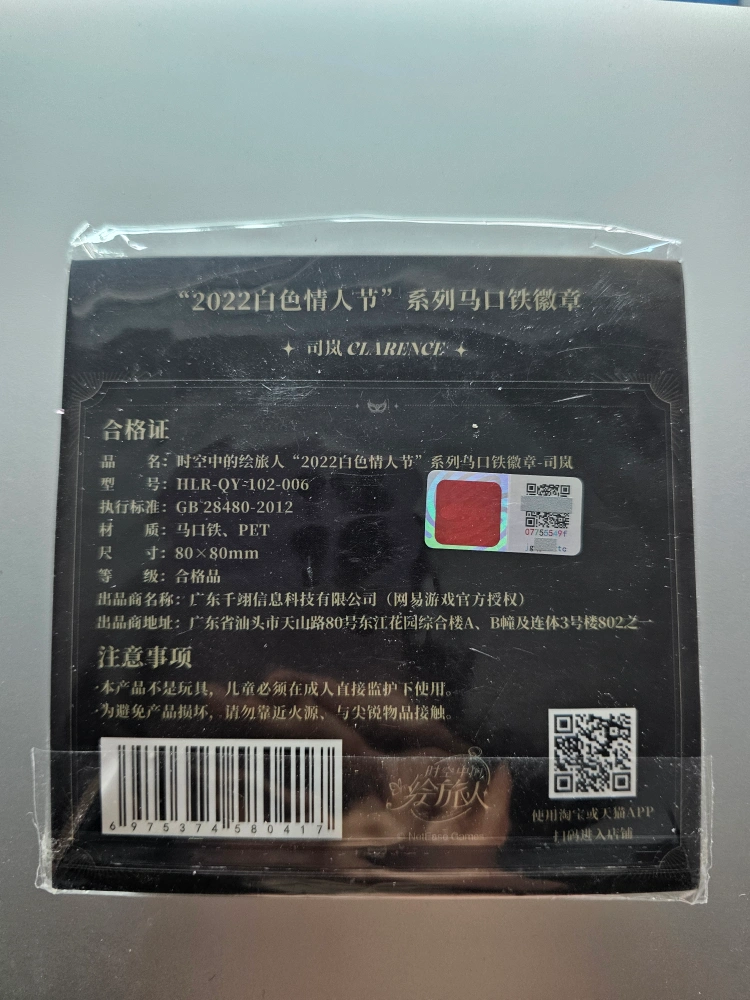 “2022白色情人节”系列马口铁徽章
司岚 CLARENCE
合格证
品 名：时空中的绘旅人“2022白色情人节”系列马口铁徽章-司岚
型 号：HLR-QY-102-006
执行标准：GB 28480-2012
材 质：马口铁、PET
尺 寸：80×80mm
等 级：合格品
出品商名称：广东千翊信息科技有限公司（网易游戏官方授权）
出品商地址：广东省汕头市天山路80号东江花园综合楼A、B幢及连体3号楼802之一
注意事项
·本产品不是玩具，儿童必须在成人直接监护下使用。
·为避免产品损坏，请勿靠近火源、与尖锐物品接触。
6 975374 580417
时空中的
绘旅人
© NetEase Games
使用淘宝或天猫APP
扫码进入店铺